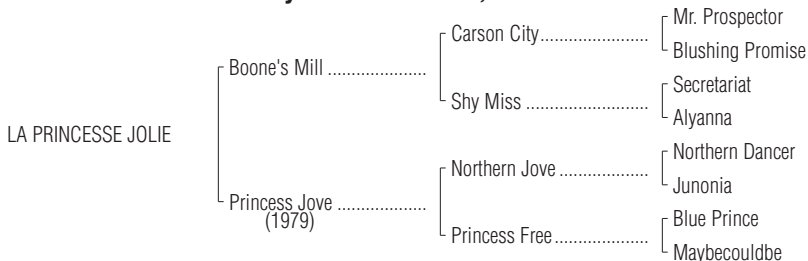 LA PRINCESSE JOLIE
Boone's Mill .....................
Princess Jove ...................
(1979)
Carson City.......................
Shy Miss ..........................
Northern Jove ...................
Princess Free....................
Mr. Prospector
Blushing Promise
Secretariat
Alyanna
Northern Dancer
Junonia
Blue Prince
Maybecouldbe